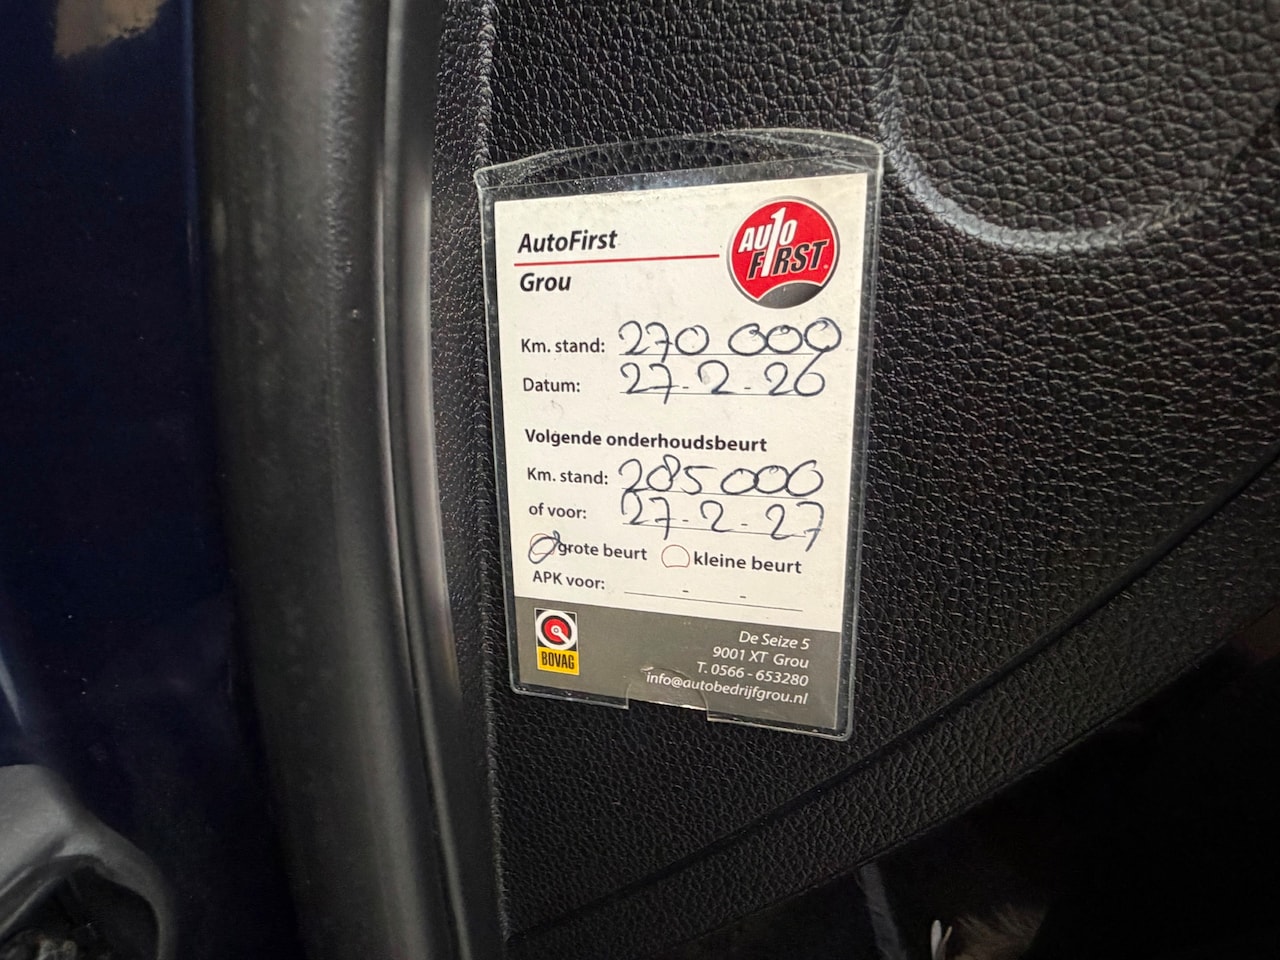 AutoFirst
Grou
AUTO
FIRST
Km. stand: 270 000
Datum: 27-2-26
Volgende onderhoudsbeurt
Km. stand: 285 000
of voor: 27-2-27
grote beurt kleine beurt
APK voor: - -
BOVAG
De Seize 5
9001 XT Grou
T. 0566 - 653280
info@autobedrijfgrou.nl